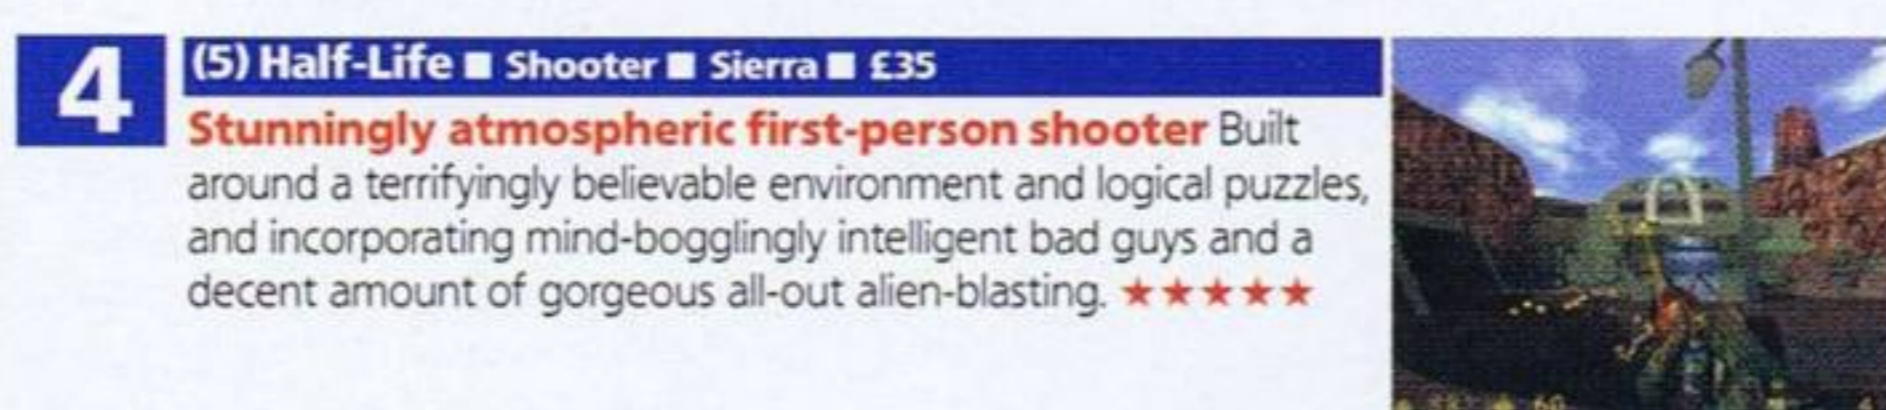 4
(5) Half-Life ■ Shooter ■ Sierra ■ £35
Stunningly atmospheric first-person shooter Built
around a terrifyingly believable environment and logical puzzles,
and incorporating mind-bogglingly intelligent bad guys and a
decent amount of gorgeous all-out alien-blasting. ★★★★★